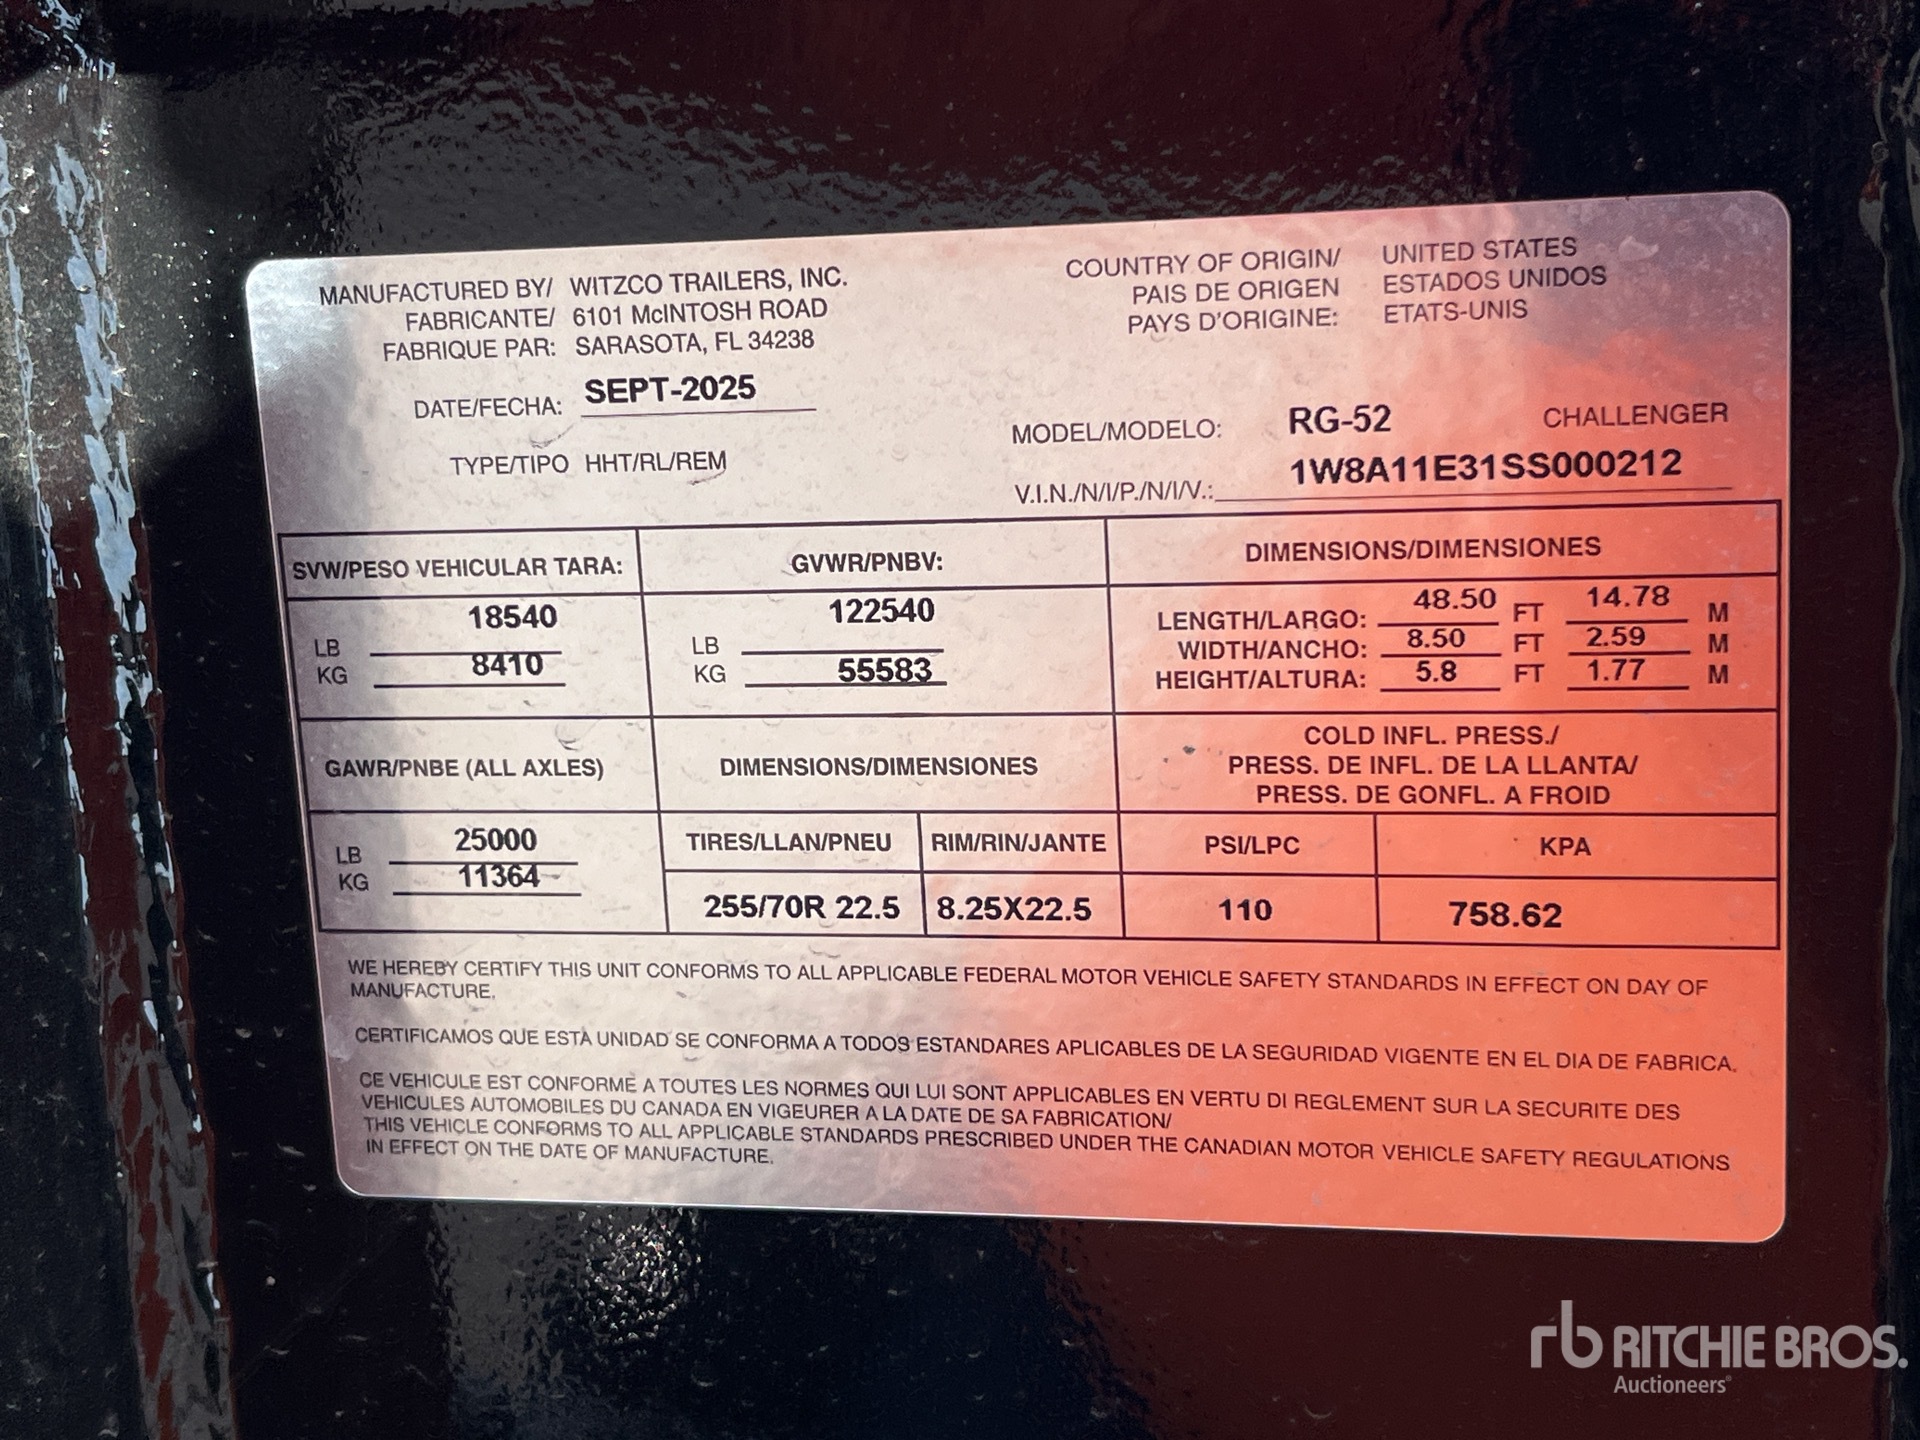 MANUFACTURED BY/ WITZCO TRAILERS, INC.
FABRICANTE/ 6101 McINTOSH ROAD
FABRIQUE PAR: SARASOTA, FL 34238
COUNTRY OF ORIGIN/ UNITED STATES
PAIS DE ORIGEN ESTADOS UNIDOS
PAYS D'ORIGINE: ETATS-UNIS
DATE/FECHA: SEPT-2025
TYPE/TIPO HHT/RL/REM
MODEL/MODELO: RG-52 CHALLENGER
V.I.N./N/I/P./N/I/V.: 1W8A11E31SS000212
SVW/PESO VEHICULAR TARA:
LB 18540
KG 8410
GVWR/PNBV:
LB 122540
KG 55583
DIMENSIONS/DIMENSIONES
LENGTH/LARGO: 48.50 FT 14.78 M
WIDTH/ANCHO: 8.50 FT 2.59 M
HEIGHT/ALTURA: 5.8 FT 1.77 M
GAWR/PNBE (ALL AXLES)
LB 25000
KG 11364
DIMENSIONS/DIMENSIONES
TIRES/LLAN/PNEU RIM/RIN/JANTE
255/70R 22.5 8.25X22.5
COLD INFL. PRESS./
PRESS. DE INFL. DE LA LLANTA/
PRESS. DE GONFL. A FROID
PSI/LPC KPA
110 758.62
WE HEREBY CERTIFY THIS UNIT CONFORMS TO ALL APPLICABLE FEDERAL MOTOR VEHICLE SAFETY STANDARDS IN EFFECT ON DAY OF
MANUFACTURE.
CERTIFICAMOS QUE ESTA UNIDAD SE CONFORMA A TODOS ESTANDARES APLICABLES DE LA SEGURIDAD VIGENTE EN EL DIA DE FABRICA.
CE VEHICULE EST CONFORME A TOUTES LES NORMES QUI LUI SONT APPLICABLES EN VERTU DI REGLEMENT SUR LA SECURITE DES
VEHICULES AUTOMOBILES DU CANADA EN VIGEURER A LA DATE DE SA FABRICATION/
THIS VEHICLE CONFORMS TO ALL APPLICABLE STANDARDS PRESCRIBED UNDER THE CANADIAN MOTOR VEHICLE SAFETY REGULATIONS
IN EFFECT ON THE DATE OF MANUFACTURE.
rb RITCHIE BROS.
Auctioneers